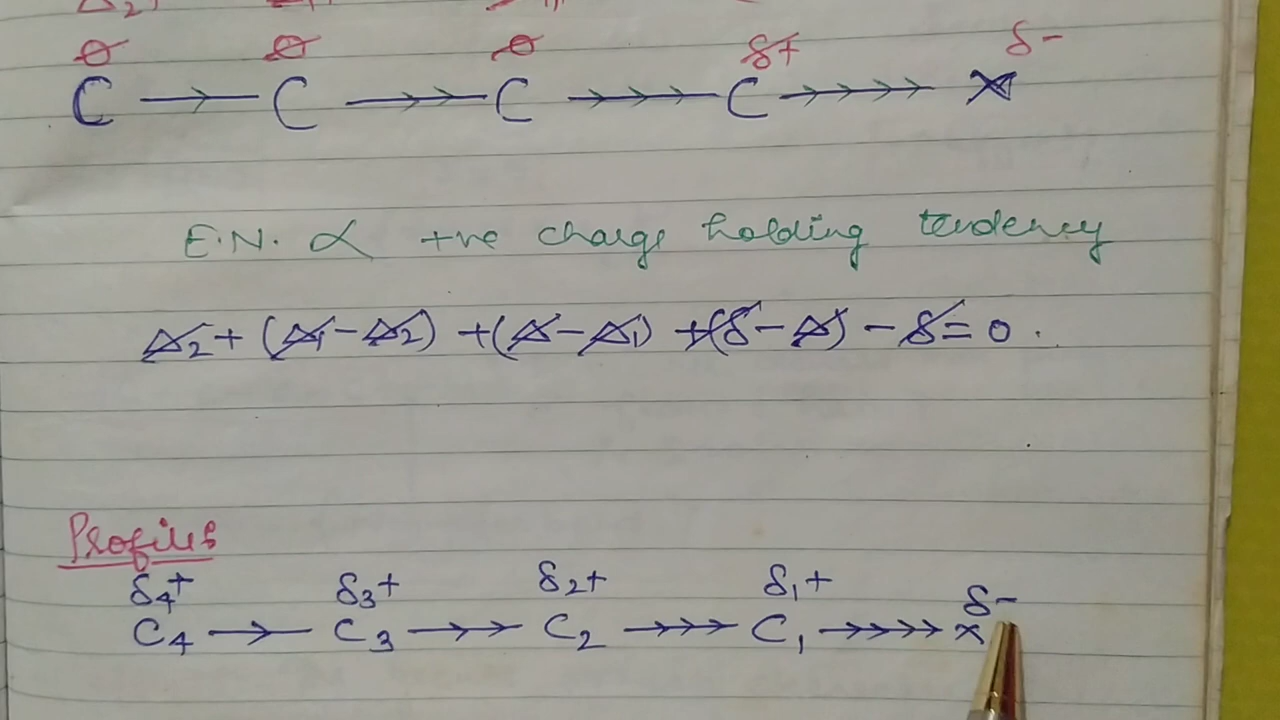 δ+ δ-
C C C C X
E.N. ∝ +ve charge holding tendency
Δ2 + (Δ1 - Δ2) + (Δ - Δ1) + (δ - Δ) - δ = 0.
Profiles
δ4+ δ3+ δ2+ δ1+ δ-
C4 C3 C2 C1 X